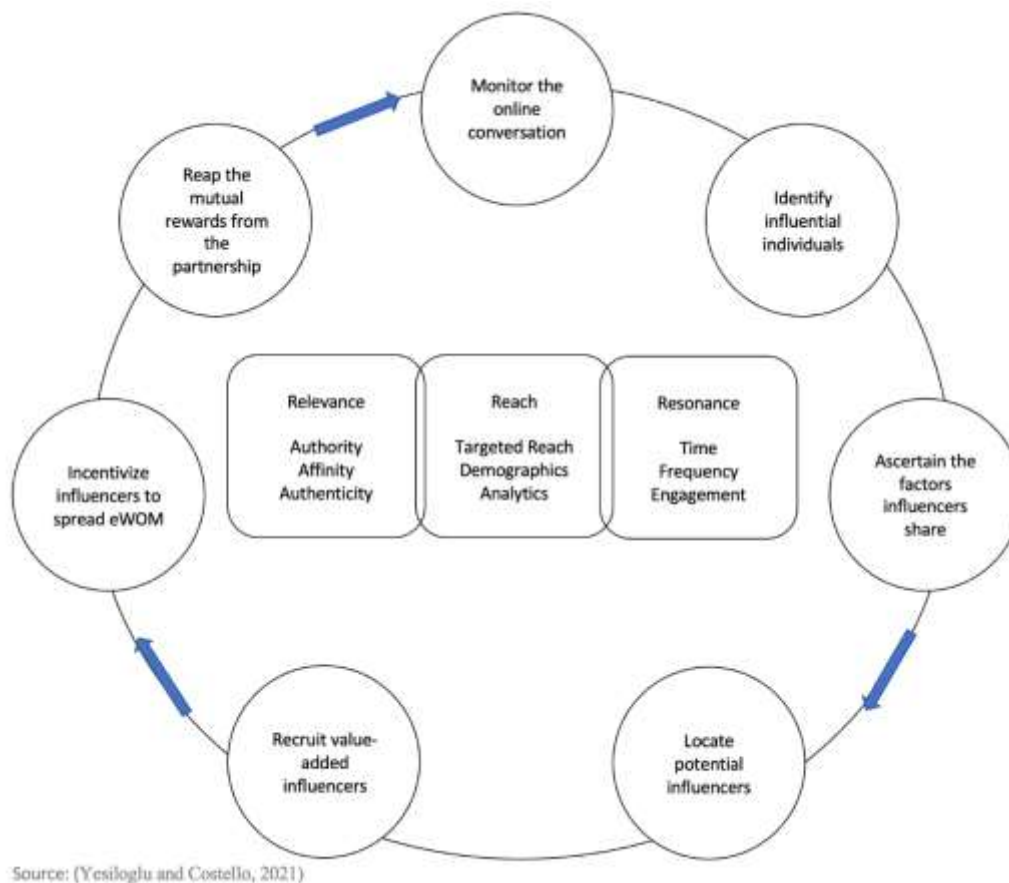 Monitor the
online
conversation
Identify
influential
individuals
Ascertain the
factors
influencers
share
Locate
potential
influencers
Recruit value-
added
influencers
Incentivize
influencers to
spread eWOM
Reap the
mutual
rewards from
the
partnership
Relevance
Authority
Affinity
Authenticity
Reach
Targeted Reach
Demographics
Analytics
Resonance
Time
Frequency
Engagement
Source: (Yesiloglu and Costello, 2021)